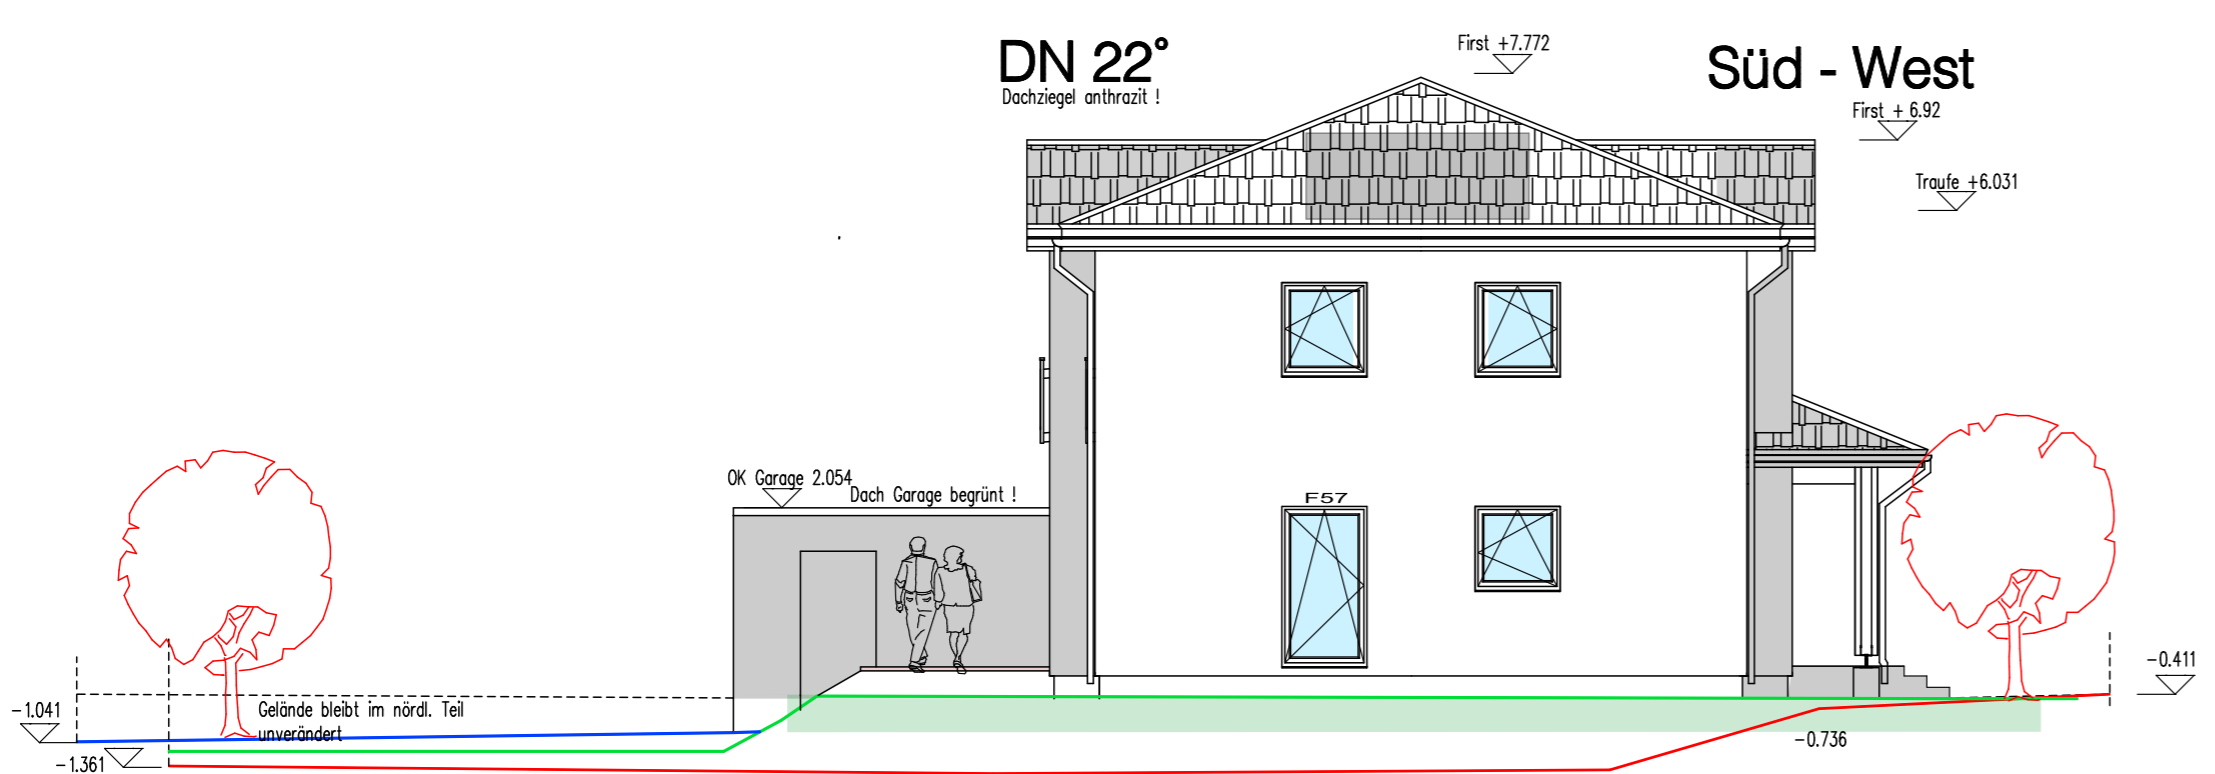 First +7.772
DN 22°
Süd - West
Dachziegel anthrazit !
First + 6.92
Traufe +6.031
OK Garage 2.054
Dach Garage begrünt !
F57
-0.411
-1.041
Gelände bleibt im nördl. Teil
unverändert
-0.736
-1.361